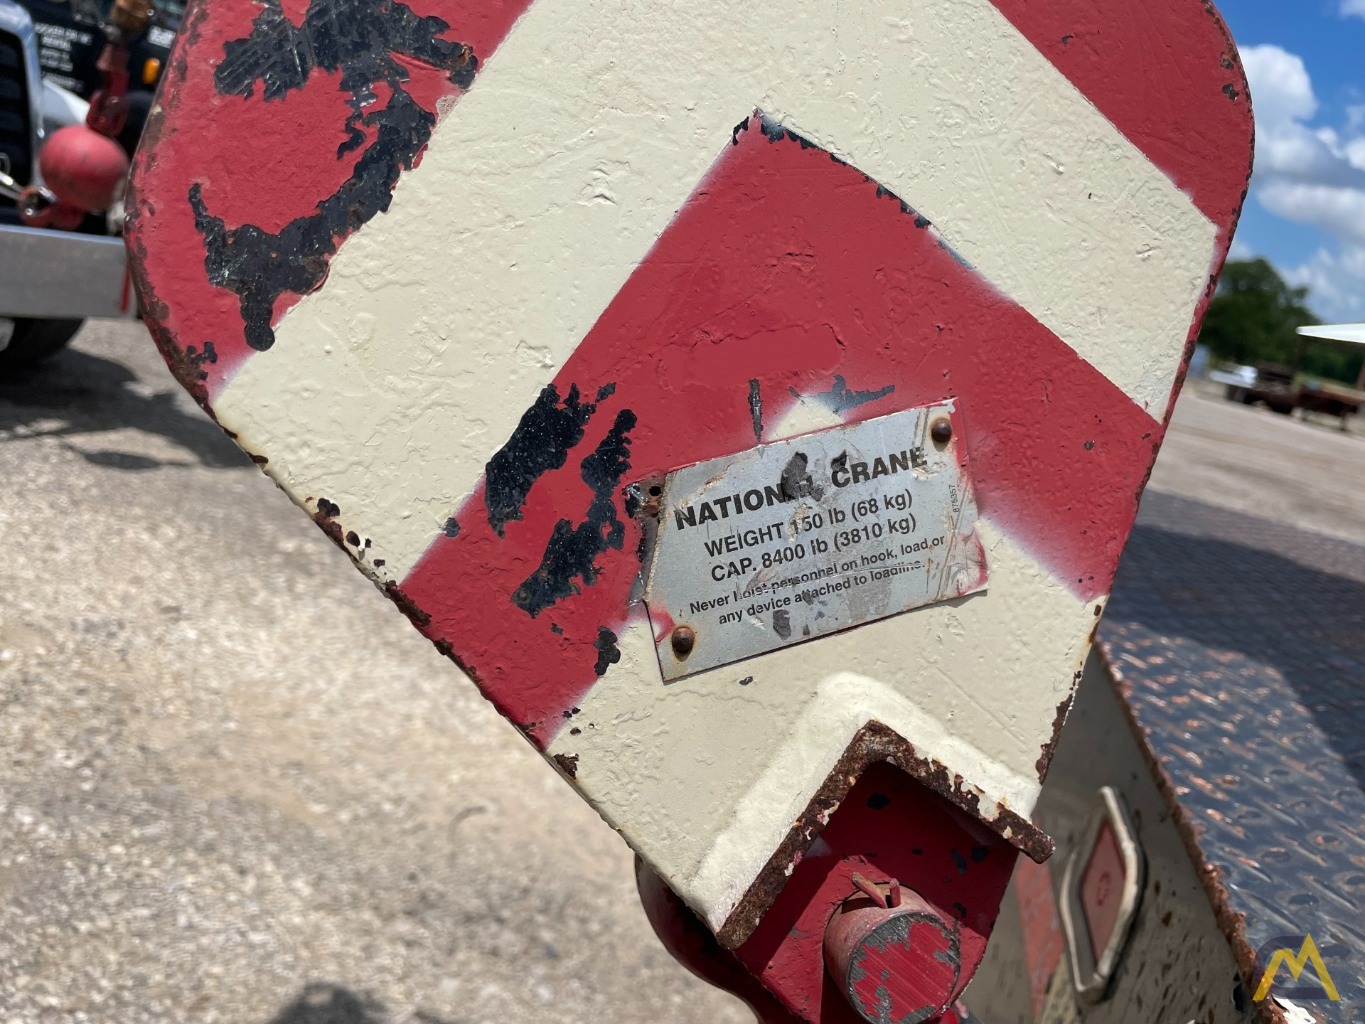 NATIONAL CRANE
WEIGHT 150 lb (68 kg)
CAP. 8400 lb (3810 kg)
Never hoist personnel on hook, load or
any device attached to loadline.